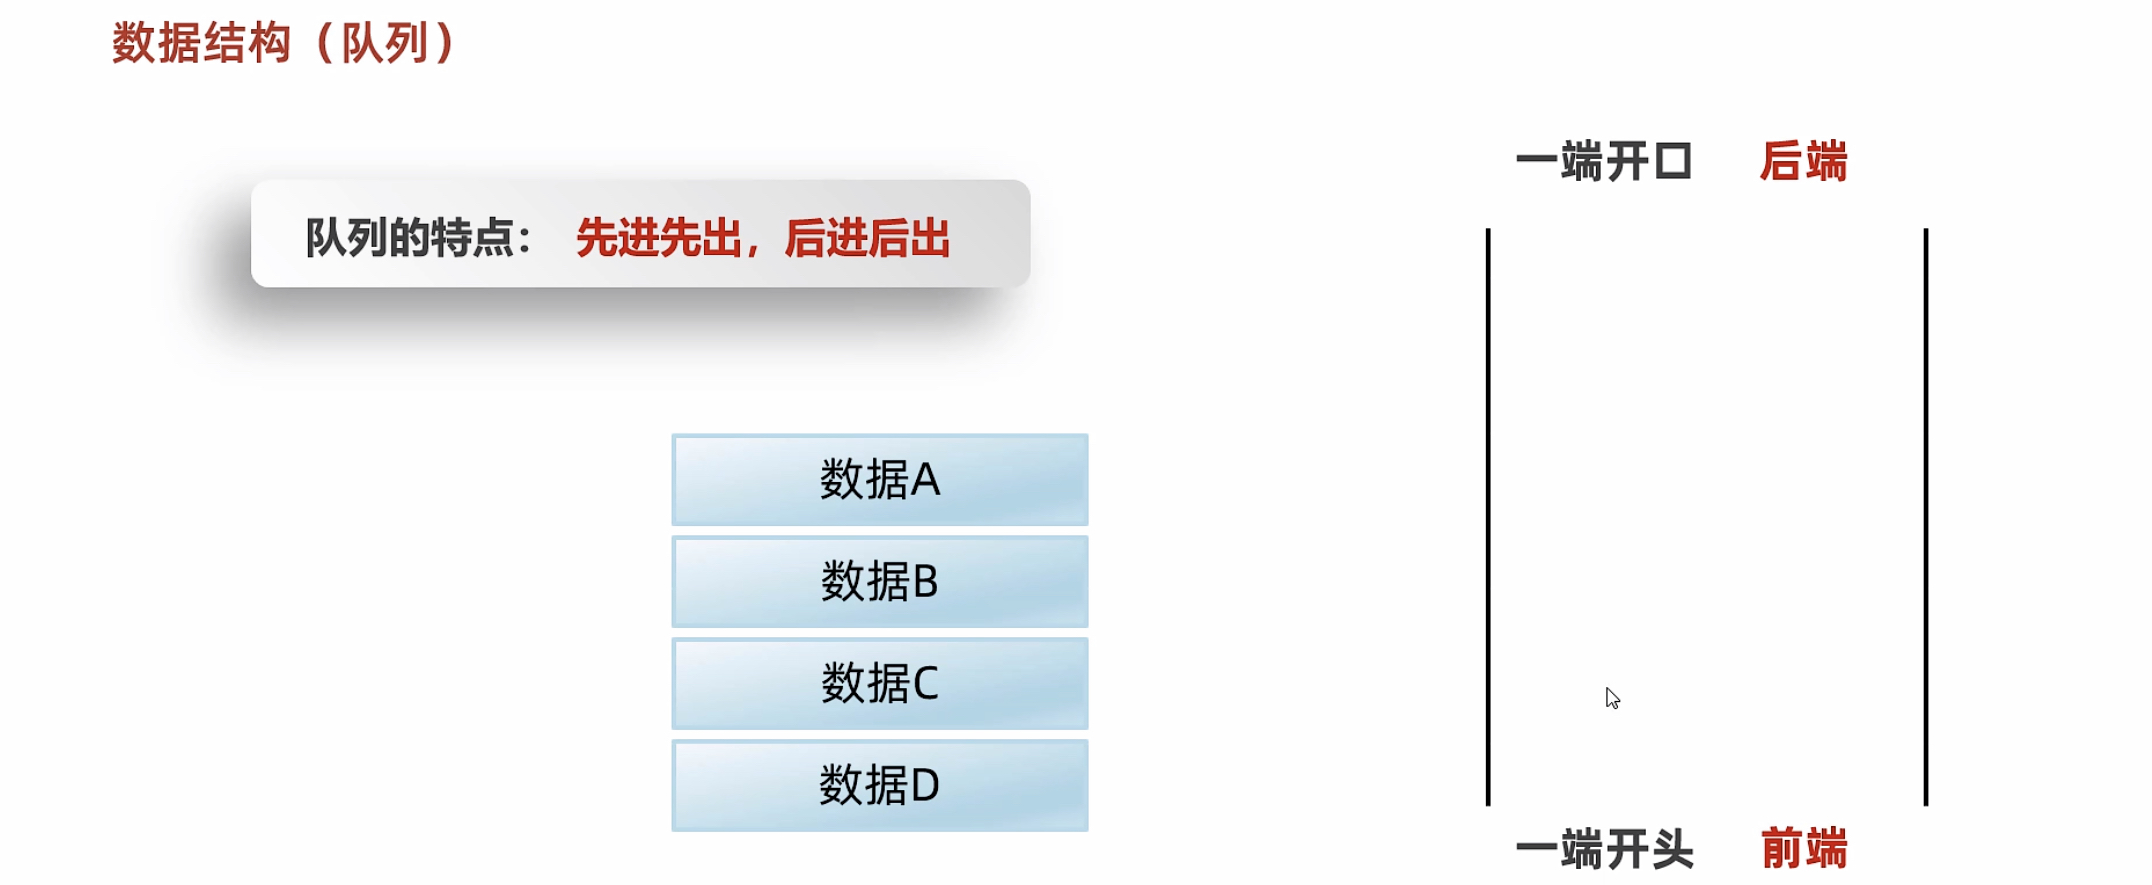 数据结构（队列）
一端开口 后端
队列的特点： 先进先出，后进后出
数据A
数据B
数据C
数据D
一端开头 前端